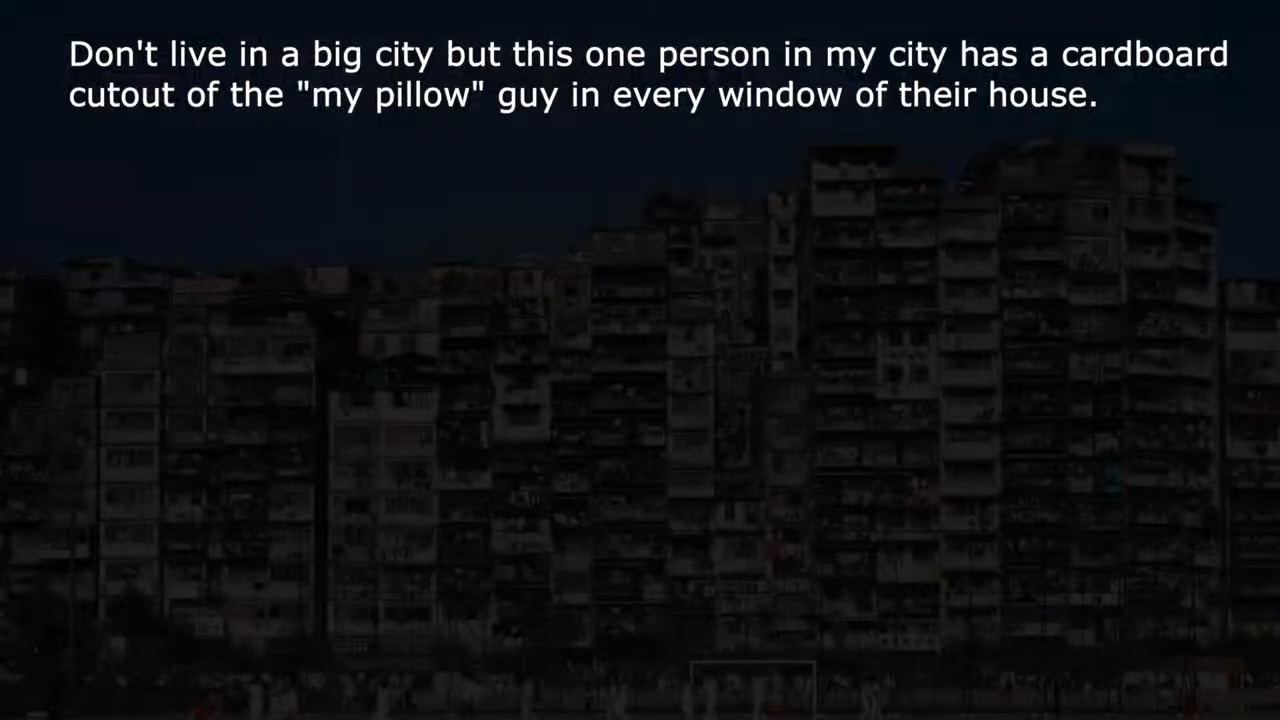 Don't live in a big city but this one person in my city has a cardboard
cutout of the "my pillow" guy in every window of their house.